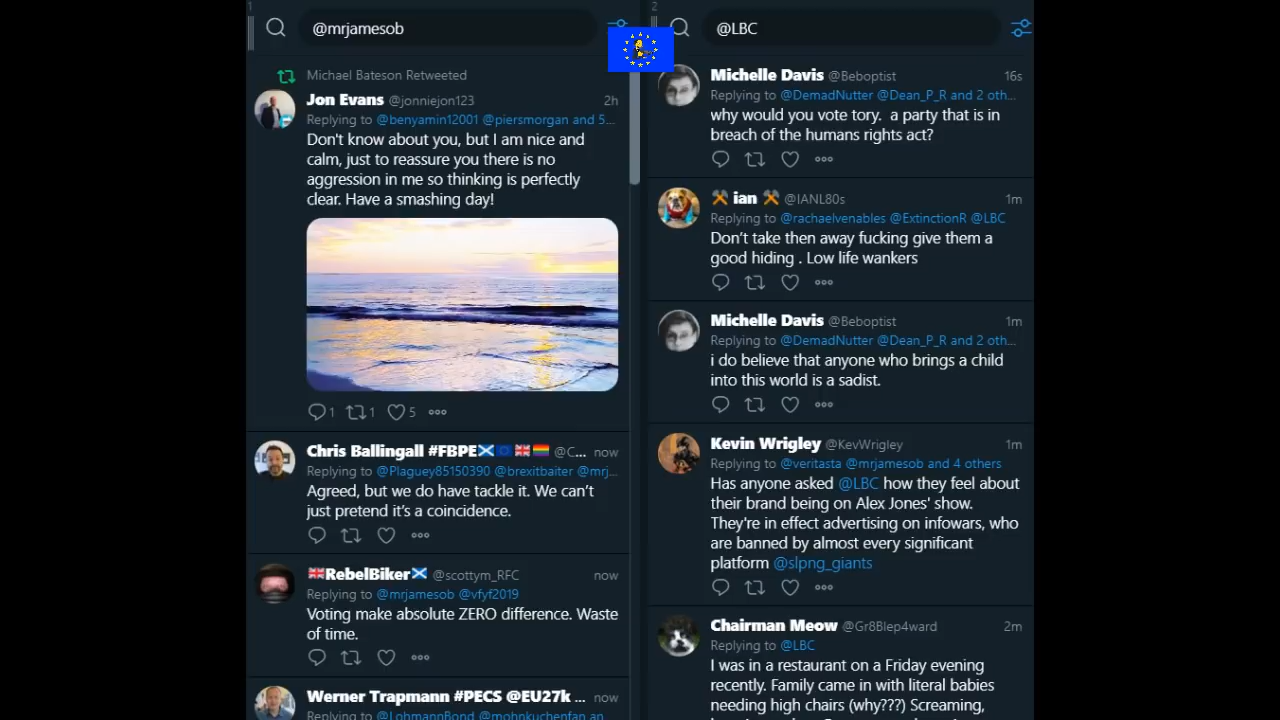 1
@mrjamesob
Michael Bateson Retweeted
Jon Evans @jonniejon123 2h
Replying to @benyamin12001 @piersmorgan and 5...
Don't know about you, but I am nice and
calm, just to reassure you there is no
aggression in me so thinking is perfectly
clear. Have a smashing day!
1 1 5
Chris Ballingall #FBPE @C... now
Replying to @Plaguey85150390 @brexitbaiter @mrj...
Agreed, but we do have tackle it. We can't
just pretend it's a coincidence.
RebelBiker @scottym_RFC now
Replying to @mrjamesob @vfyf2019
Voting make absolute ZERO difference. Waste
of time.
Werner Trapmann #PECS @EU27k ... now
Replying to @LohmannBond @mohnkuchenfan an
2
@LBC
Michelle Davis @Beboptist 16s
Replying to @DemadNutter @Dean_P_R and 2 oth...
why would you vote tory. a party that is in
breach of the humans rights act?
ian @IANL80s 1m
Replying to @rachaelvenables @ExtinctionR @LBC
Don't take then away fucking give them a
good hiding . Low life wankers
Michelle Davis @Beboptist 1m
Replying to @DemadNutter @Dean_P_R and 2 oth...
i do believe that anyone who brings a child
into this world is a sadist.
Kevin Wrigley @KevWrigley 1m
Replying to @veritasta @mrjamesob and 4 others
Has anyone asked @LBC how they feel about
their brand being on Alex Jones' show.
They're in effect advertising on infowars, who
are banned by almost every significant
platform @slpng_giants
Chairman Meow @Gr8Blep4ward 2m
Replying to @LBC
I was in a restaurant on a Friday evening
recently. Family came in with literal babies
needing high chairs (why???) Screaming,